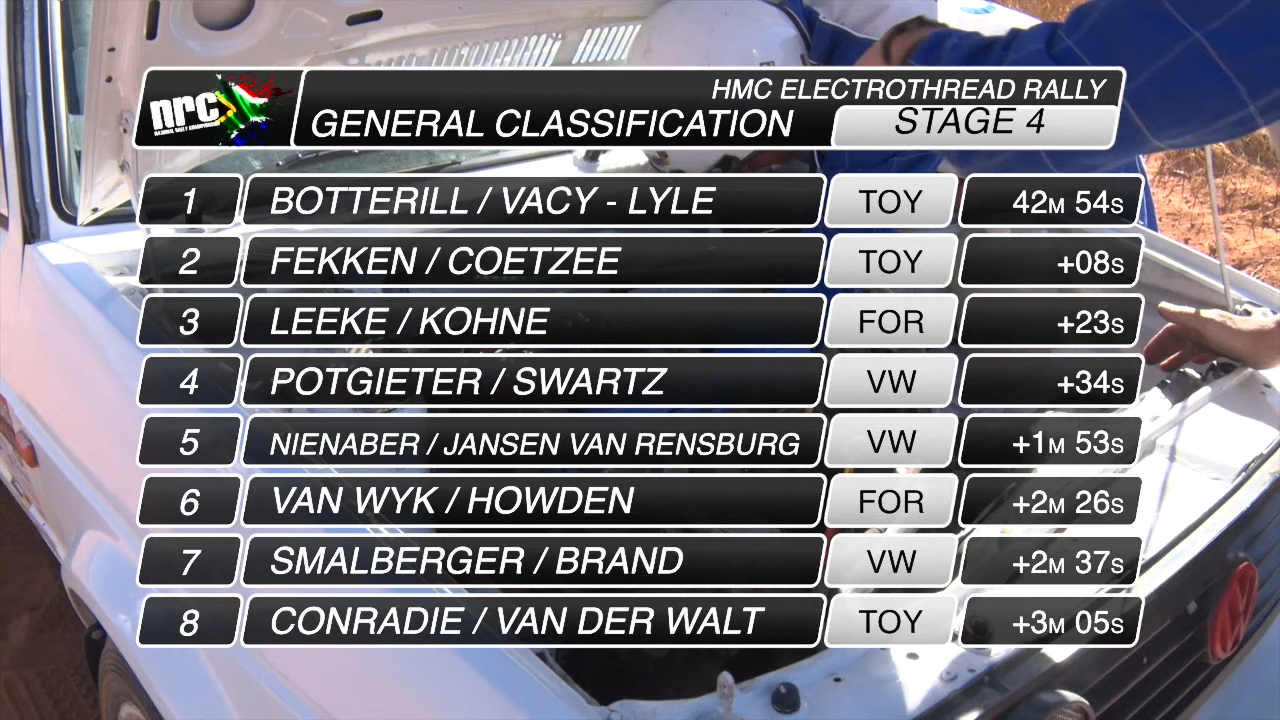 nrc
HMC ELECTROTHREAD RALLY
GENERAL CLASSIFICATION
STAGE 4
1 BOTTERILL / VACY - LYLE TOY 42M 54S
2 FEKKEN / COETZEE TOY +08S
3 LEEKE / KOHNE FOR +23S
4 POTGIETER / SWARTZ VW +34S
5 NIENABER / JANSEN VAN RENSBURG VW +1M 53S
6 VAN WYK / HOWDEN FOR +2M 26S
7 SMALBERGER / BRAND VW +2M 37S
8 CONRADIE / VAN DER WALT TOY +3M 05S